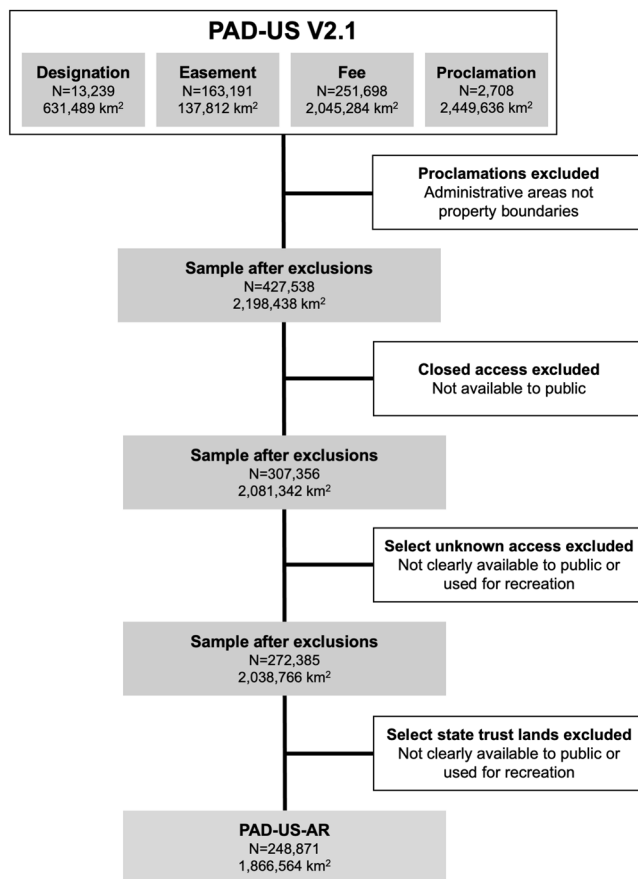 PAD-US V2.1
Designation
N=13,239
631,489 km²
Easement
N=163,191
137,812 km²
Fee
N=251,698
2,045,284 km²
Proclamation
N=2,708
2,449,636 km²
Proclamations excluded
Administrative areas not
property boundaries
Sample after exclusions
N=427,538
2,198,438 km²
Closed access excluded
Not available to public
Sample after exclusions
N=307,356
2,081,342 km²
Select unknown access excluded
Not clearly available to public or
used for recreation
Sample after exclusions
N=272,385
2,038,766 km²
Select state trust lands excluded
Not clearly available to public or
used for recreation
PAD-US-AR
N=248,871
1,866,564 km²